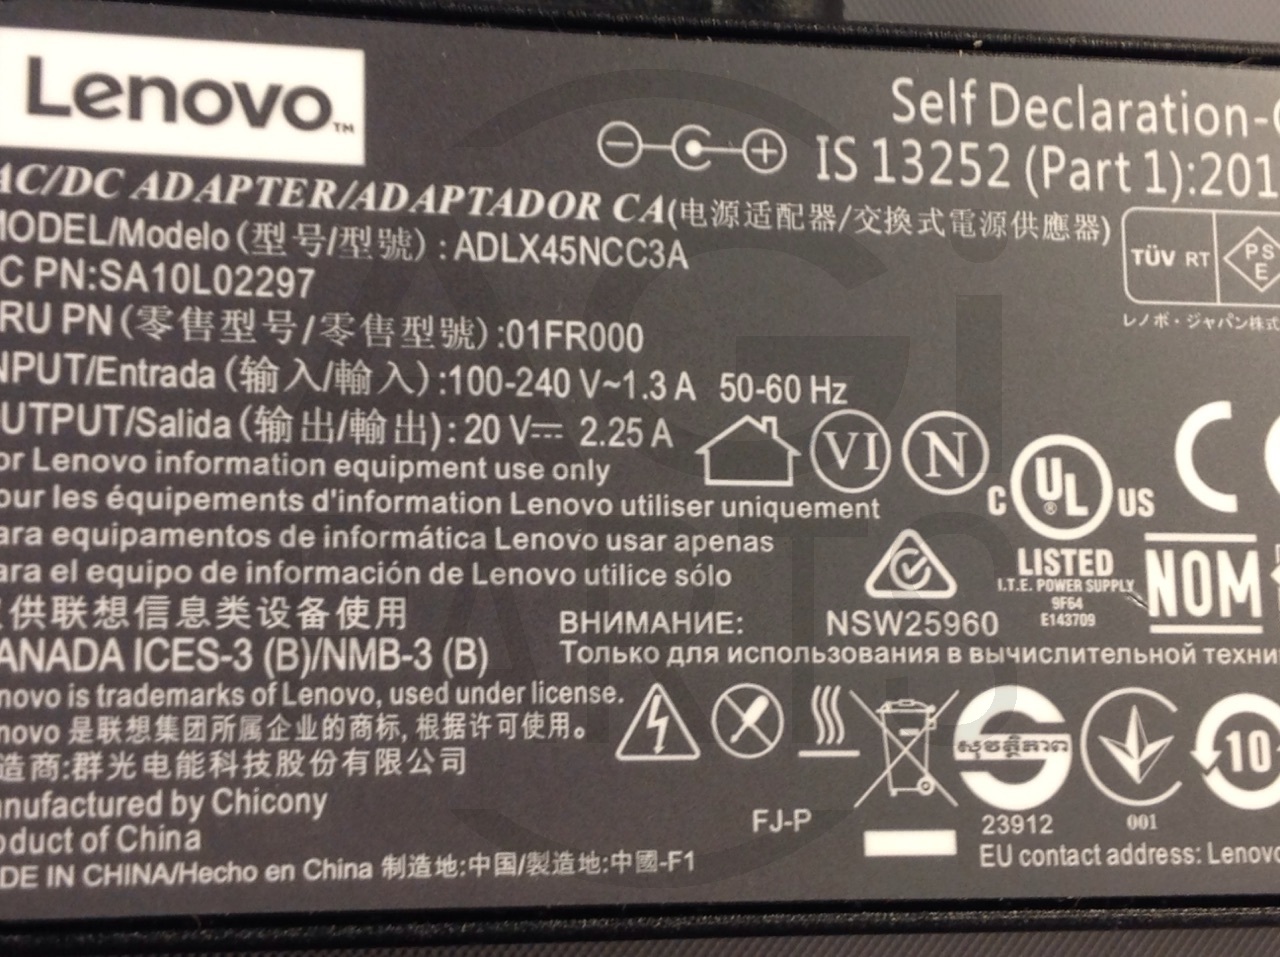 Lenovo™
Self Declaration-
IS 13252 (Part 1):201
AC/DC ADAPTER/ADAPTADOR CA(电源适配器/交換式電源供應器)
MODEL/Modelo (型号/型號) : ADLX45NCC3A
C PN:SA10L02297
RU PN (零售型号/零售型號) :01FR000
NPUT/Entrada (输入/輸入) :100-240 V~1.3 A 50-60 Hz
UTPUT/Salida (输出/輸出) : 20 V⎓ 2.25 A
or Lenovo information equipment use only
our les équipements d'information Lenovo utiliser uniquement
ara equipamentos de informática Lenovo usar apenas
ara el equipo de información de Lenovo utilice sólo
供联想信息类设备使用
ANADA ICES-3 (B)/NMB-3 (B)
novo is trademarks of Lenovo, used under license.
novo 是联想集团所属企业的商标, 根据许可使用。
造商:群光电能科技股份有限公司
nufactured by Chicony
oduct of China
DE IN CHINA/Hecho en China 制造地:中国/製造地:中國-F1
TÜV RT
PS
E
レノボ・ジャパン株式
VI
N
C UL® US
LISTED
I.T.E. POWER SUPPLY
9F64
E143709
NOM
ВНИМАНИЕ:
NSW25960
Только для использования в вычислительной техни
10
FJ-P
23912
001
EU contact address: Lenovo